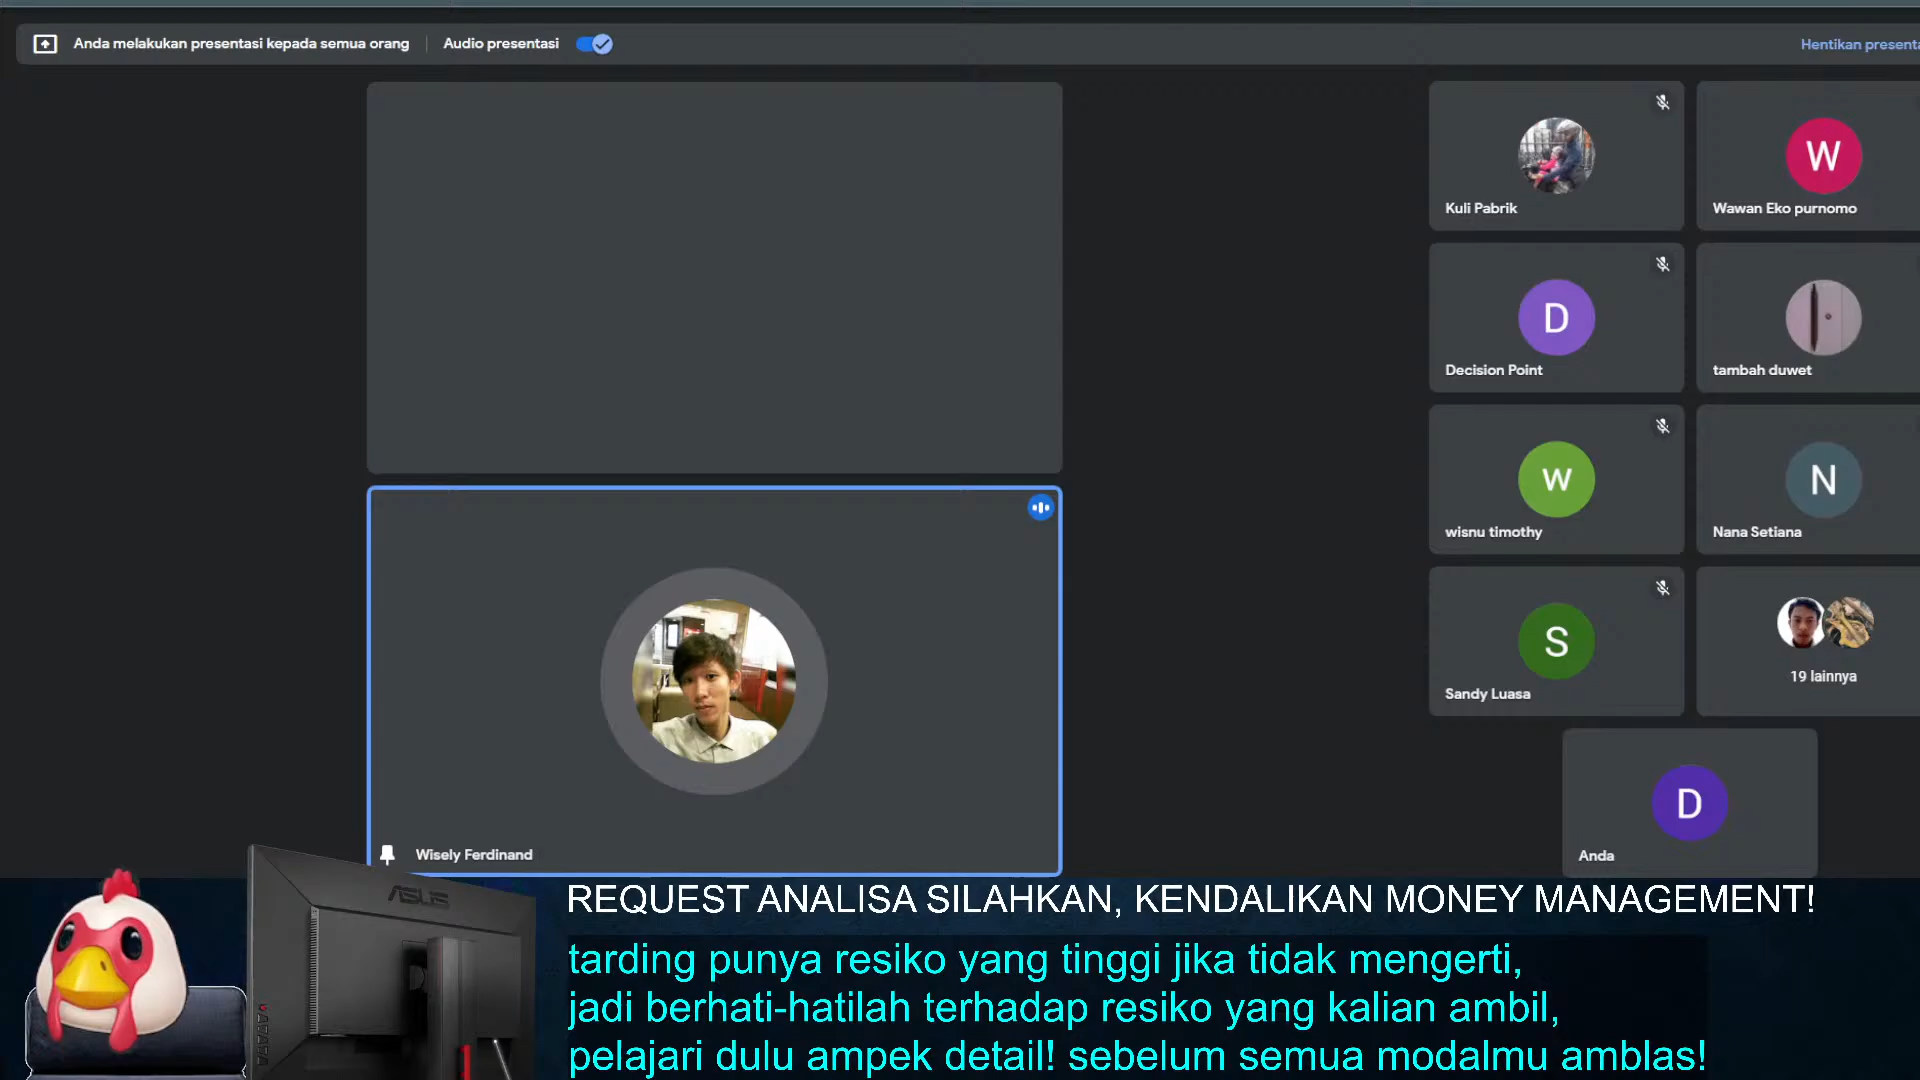 Anda melakukan presentasi kepada semua orang
Audio presentasi
Hentikan presenta
Kuli Pabrik
W
Wawan Eko purnomo
D
Decision Point
tambah duwet
W
wisnu timothy
N
Nana Setiana
S
Sandy Luasa
19 lainnya
D
Anda
Wisely Ferdinand
ASUS
REQUEST ANALISA SILAHKAN, KENDALIKAN MONEY MANAGEMENT!
tarding punya resiko yang tinggi jika tidak mengerti,
jadi berhati-hatilah terhadap resiko yang kalian ambil,
pelajari dulu ampek detail! sebelum semua modalmu amblas!